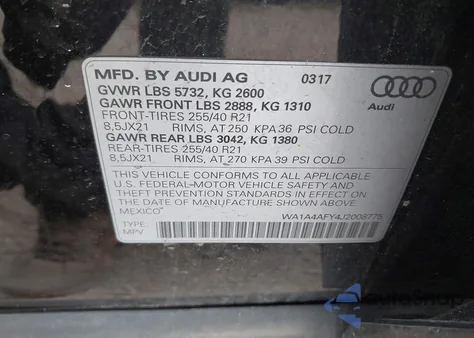 MFD. BY AUDI AG 0317
GVWR LBS 5732, KG 2600
GAWR FRONT LBS 2888, KG 1310
FRONT-TIRES 255/40 R21
8,5JX21 RIMS, AT 250 KPA 36 PSI COLD
GAWR REAR LBS 3042, KG 1380
REAR-TIRES 255/40 R21
8,5JX21 RIMS, AT 270 KPA 39 PSI COLD
Audi
THIS VEHICLE CONFORMS TO ALL APPLICABLE
U.S. FEDERAL-MOTOR VEHICLE SAFETY AND
THEFT PREVENTION STANDARDS IN EFFECT ON
THE DATE OF MANUFACTURE SHOWN ABOVE.
MEXICO WA1A4AFY4J2008775
TYPE:
MPV
AutoSnap